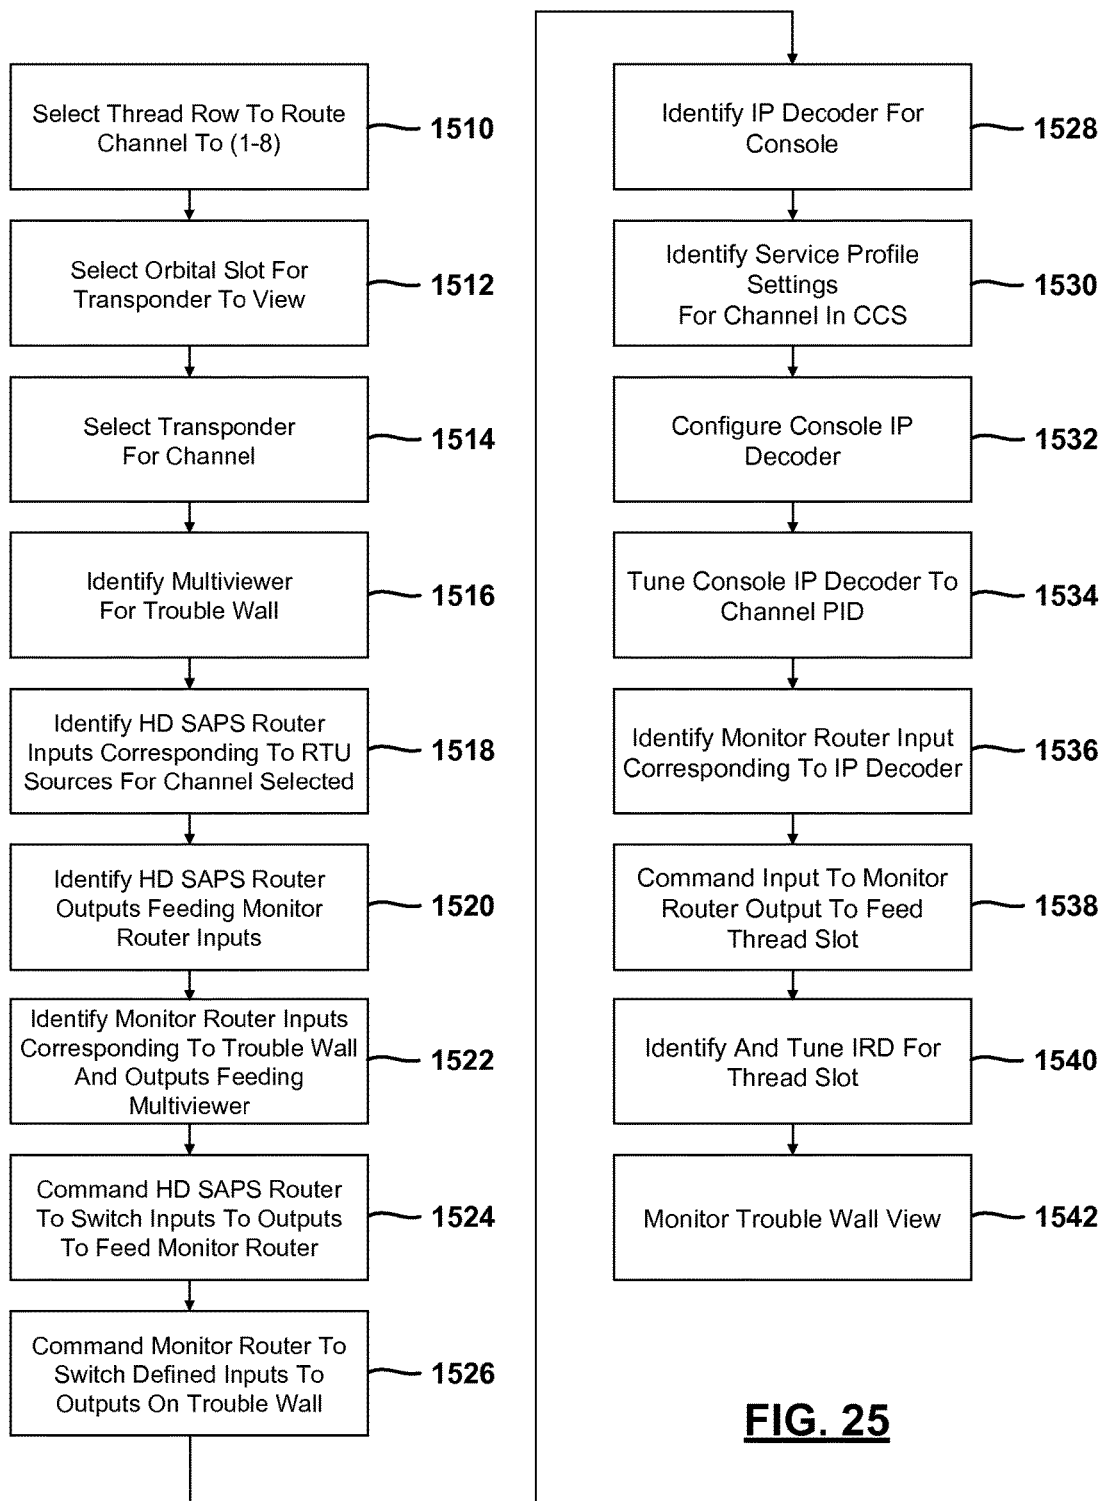 Select Thread Row To Route
Channel To (1-8)
1510
Select Orbital Slot For
Transponder To View
1512
Select Transponder
For Channel
1514
Identify Multiviewer
For Trouble Wall
1516
Identify HD SAPS Router
Inputs Corresponding To RTU
Sources For Channel Selected
1518
Identify HD SAPS Router
Outputs Feeding Monitor
Router Inputs
1520
Identify Monitor Router Inputs
Corresponding To Trouble Wall
And Outputs Feeding
Multiviewer
1522
Command HD SAPS Router
To Switch Inputs To Outputs
To Feed Monitor Router
1524
Command Monitor Router To
Switch Defined Inputs To
Outputs On Trouble Wall
1526
Identify IP Decoder For
Console
1528
Identify Service Profile
Settings
For Channel In CCS
1530
Configure Console IP
Decoder
1532
Tune Console IP Decoder To
Channel PID
1534
Identify Monitor Router Input
Corresponding To IP Decoder
1536
Command Input To Monitor
Router Output To Feed
Thread Slot
1538
Identify And Tune IRD For
Thread Slot
1540
Monitor Trouble Wall View
1542
FIG. 25